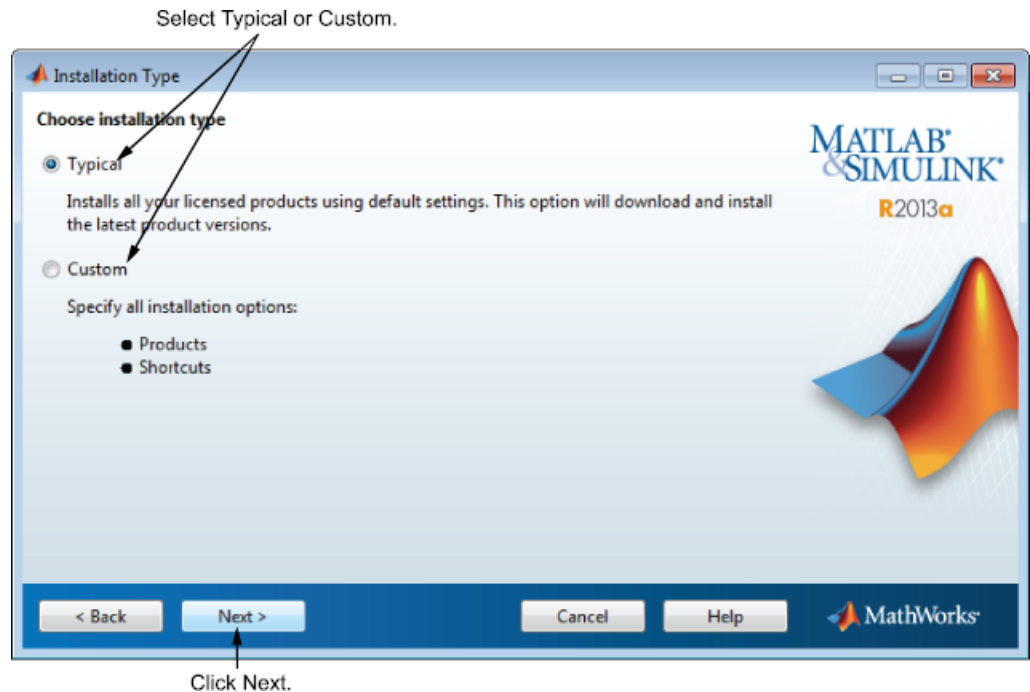 Select Typical or Custom.
Installation Type
Choose installation type
Typical
Installs all your licensed products using default settings. This option will download and install
the latest product versions.
Custom
Specify all installation options:
Products
Shortcuts
MATLAB®
&SIMULINK®
R2013a
< Back
Next >
Cancel
Help
MathWorks®
Click Next.